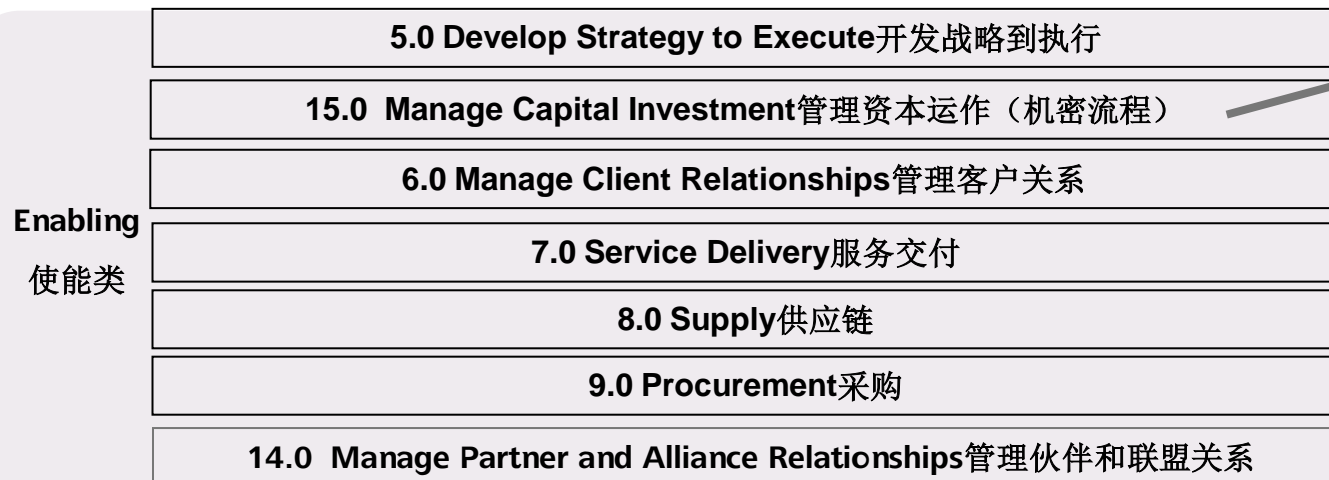 5.0 Develop Strategy to Execute开发战略到执行
15.0 Manage Capital Investment管理资本运作（机密流程）
6.0 Manage Client Relationships管理客户关系
Enabling
使能类
7.0 Service Delivery服务交付
8.0 Supply供应链
9.0 Procurement采购
14.0 Manage Partner and Alliance Relationships管理伙伴和联盟关系